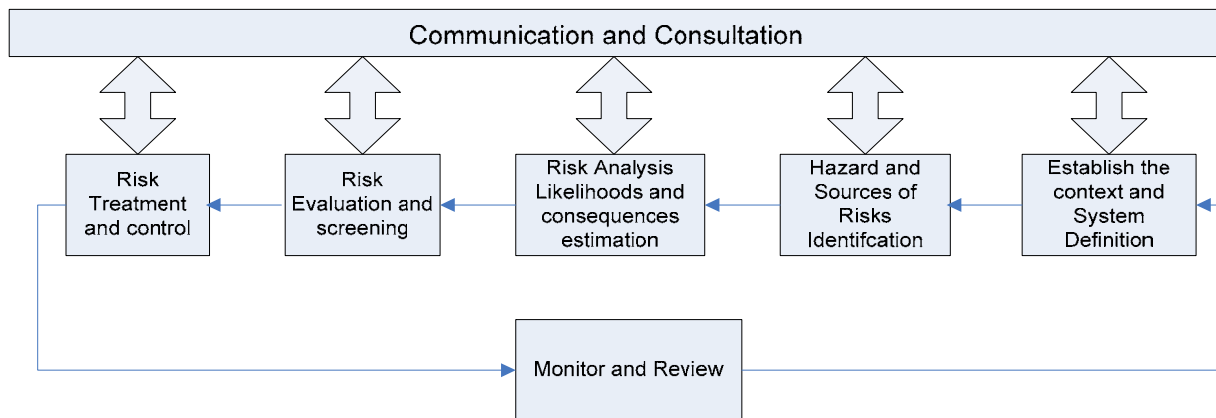 Communication and Consultation
Risk
Treatment
and control
Risk
Evaluation and
screening
Risk Analysis
Likelihoods and
consequences
estimation
Hazard and
Sources of
Risks
Identifcation
Establish the
context and
System
Definition
Monitor and Review